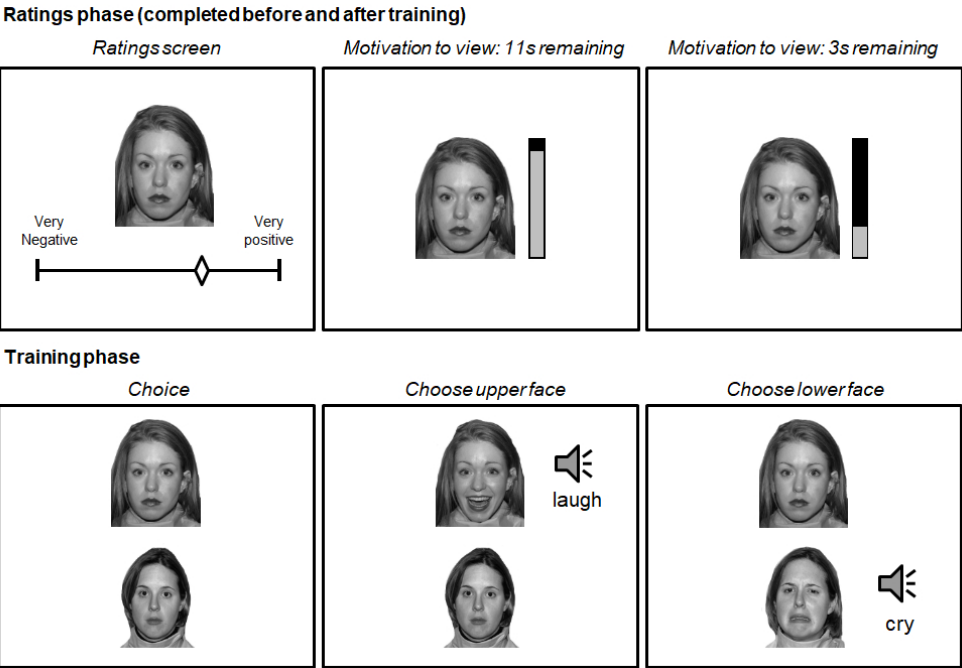 Ratings phase (completed before and after training)
Ratings screen
Motivation to view: 11s remaining
Motivation to view: 3s remaining
Very
Negative
Very
positive
Training phase
Choice
Choose upper face
Choose lower face
laugh
cry